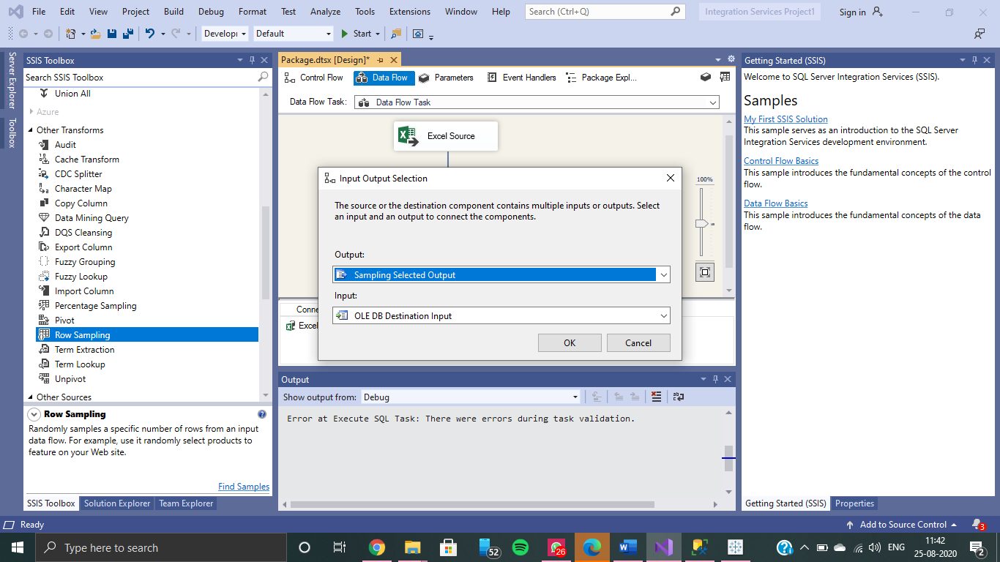 File Edit View Project Build Debug Format Test Analyze Tools Extensions Window Help Search (Ctrl+Q) Integration Services Project1 Sign in
Develop Default Start
Server Explorer
Toolbox
SSIS Toolbox
Search SSIS Toolbox
Union All
Azure
Other Transforms
Audit
Cache Transform
CDC Splitter
Character Map
Copy Column
Data Mining Query
DQS Cleansing
Export Column
Fuzzy Grouping
Fuzzy Lookup
Import Column
Percentage Sampling
Pivot
Row Sampling
Term Extraction
Term Lookup
Unpivot
Other Sources
Row Sampling
Randomly samples a specific number of rows from an input
data flow. For example, use it randomly select products to
feature on your Web site.
Find Samples
SSIS Toolbox Solution Explorer Team Explorer
Package.dtsx [Design]*
Control Flow Data Flow Parameters Event Handlers Package Expl...
Data Flow Task: Data Flow Task
Excel Source
100%
Input Output Selection
The source or the destination component contains multiple inputs or outputs. Select
an input and an output to connect the components.
Output:
Sampling Selected Output
Input:
OLE DB Destination Input
OK Cancel
Conne
Excel
Output
Show output from: Debug
Error at Execute SQL Task: There were errors during task validation.
Getting Started (SSIS)
Welcome to SQL Server Integration Services (SSIS).
Samples
My First SSIS Solution
This sample serves as an introduction to the SQL Server
Integration Services development environment.
Control Flow Basics
This sample introduces the fundamental concepts of the control
flow.
Data Flow Basics
This sample introduces the fundamental concepts of the data
flow.
Getting Started (SSIS) Properties
Ready Add to Source Control 3
Type here to search 52 26 ENG 11:42
25-08-2020 2